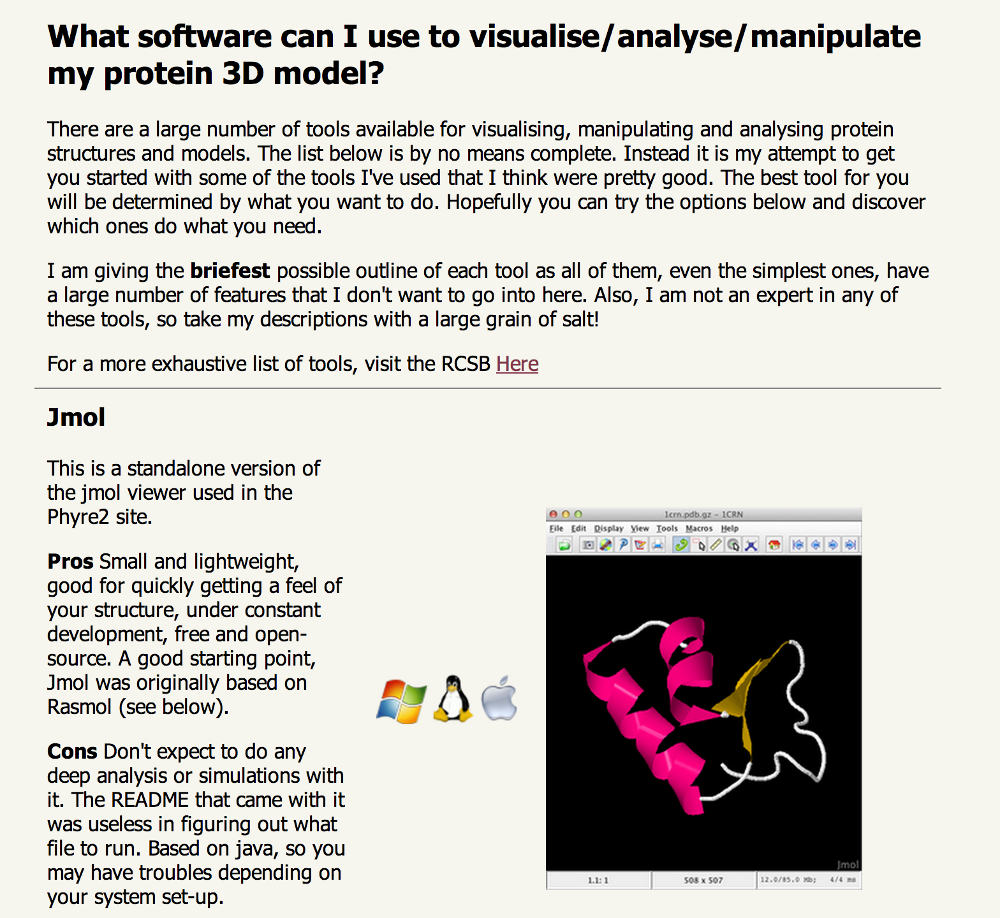 What software can I use to visualise/analyse/manipulate
my protein 3D model?
There are a large number of tools available for visualising, manipulating and analysing protein
structures and models. The list below is by no means complete. Instead it is my attempt to get
you started with some of the tools I've used that I think were pretty good. The best tool for you
will be determined by what you want to do. Hopefully you can try the options below and discover
which ones do what you need.
I am giving the briefest possible outline of each tool as all of them, even the simplest ones, have
a large number of features that I don't want to go into here. Also, I am not an expert in any of
these tools, so take my descriptions with a large grain of salt!
For a more exhaustive list of tools, visit the RCSB Here
Jmol
This is a standalone version of
the jmol viewer used in the
Phyre2 site.
Pros Small and lightweight,
good for quickly getting a feel of
your structure, under constant
development, free and open-
source. A good starting point,
Jmol was originally based on
Rasmol (see below).
Cons Don't expect to do any
deep analysis or simulations with
it. The README that came with it
was useless in figuring out what
file to run. Based on java, so you
may have troubles depending on
your system set-up.
1crn.pdb.gz - 1CRN
File Edit Display View Tools Macros Help
Jmol
1.1: 1 508 x 507 12.0/85.0 Mb; 4/4 ms